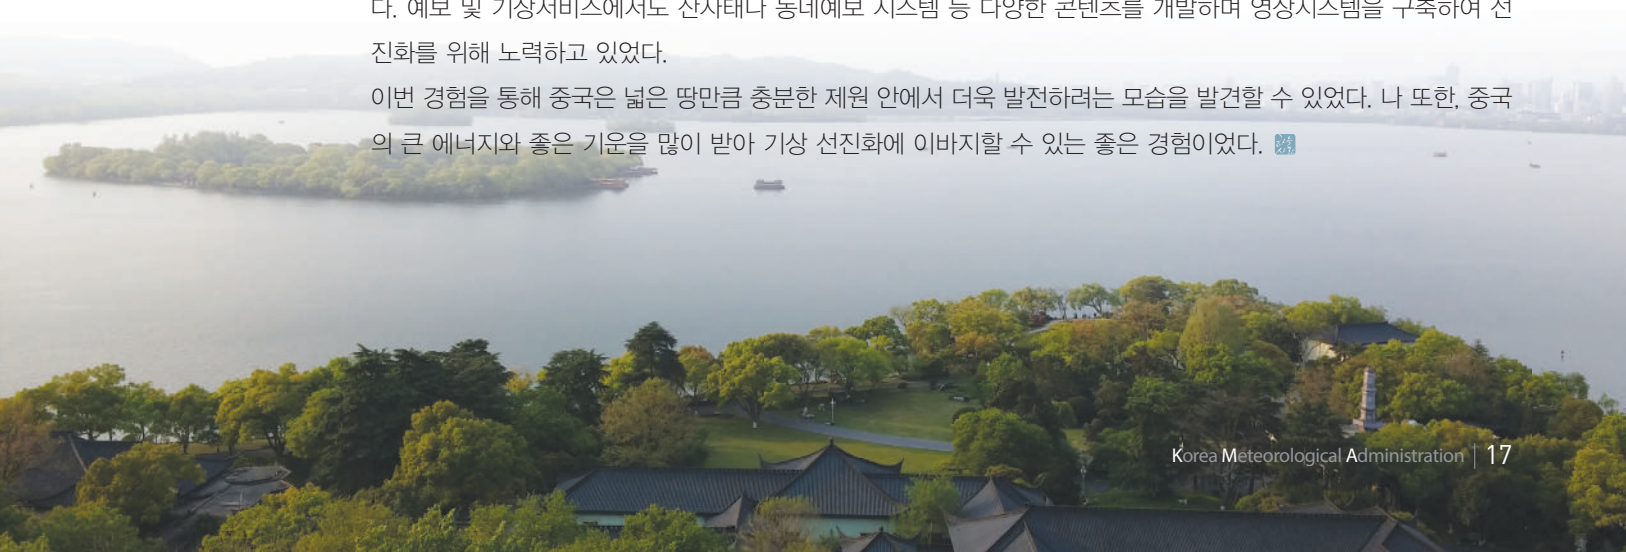 다. 예보 및 기상서비스에서도 산사태나 동네예보 시스템 등 다양한 콘텐츠를 개발하며 영상시스템을 구축하여 선
진화를 위해 노력하고 있었다.
이번 경험을 통해 중국은 넓은 땅만큼 충분한 제원 안에서 더욱 발전하려는 모습을 발견할 수 있었다. 나 또한, 중국
의 큰 에너지와 좋은 기운을 많이 받아 기상 선진화에 이바지할 수 있는 좋은 경험이었다.
Korea Meteorological Administration | 17